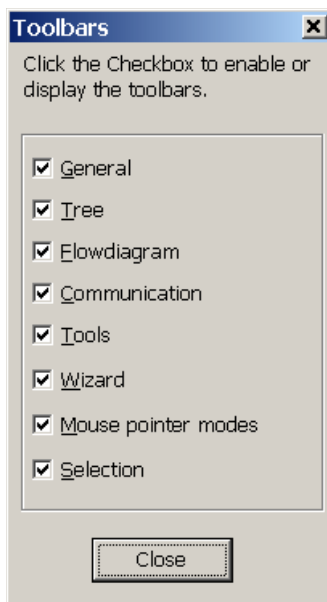 Toolbars
Click the Checkbox to enable or
display the toolbars.
General
Tree
Flowdiagram
Communication
Tools
Wizard
Mouse pointer modes
Selection
Close